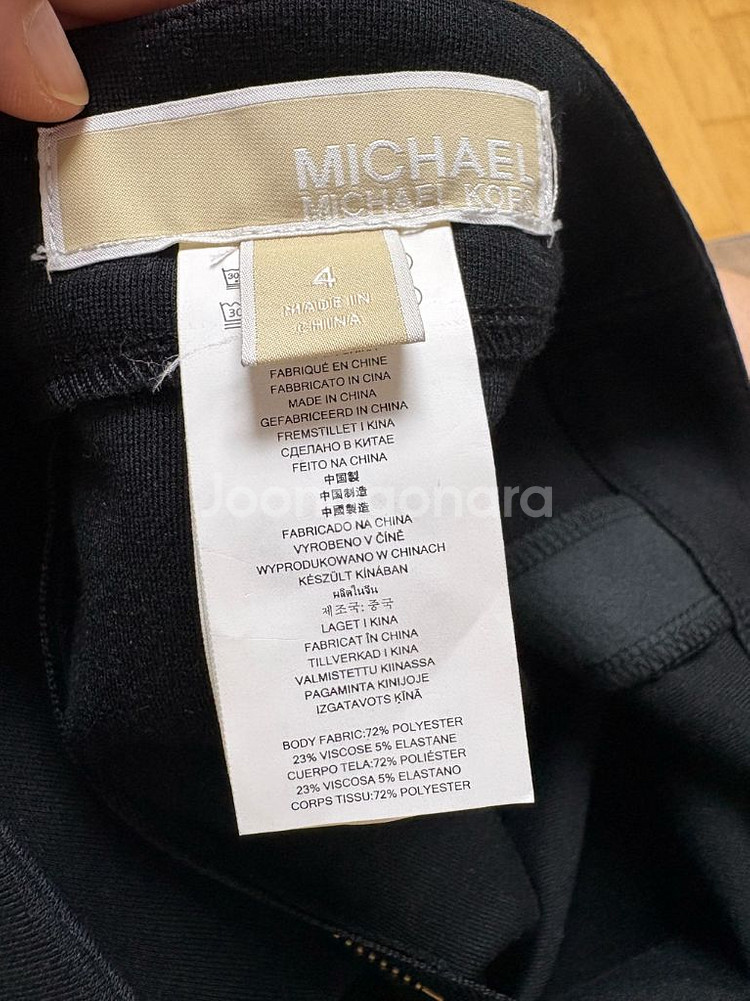 MICHAEL
MICHAEL KORS
4
MADE IN
CHINA
30
30
FABRIQUÉ EN CHINE
FABBRICATO IN CINA
MADE IN CHINA
GEFABRICEERD IN CHINA
FREMSTILLET I KINA
СДЕЛАНО В КИТАЕ
FEITO NA CHINA
中国製
中国制造
中國製造
FABRICADO NA CHINA
VYROBENO V ČÍNĚ
WYPRODUKOWANO W CHINACH
KÉSZÜLT KÍNÁBAN
ผลิตในจีน
제조국: 중국
LAGET I KINA
FABRICAT ÎN CHINA
TILLVERKAD I KINA
VALMISTETTU KIINASSA
PAGAMINTA KINIJOJE
IZGATAVOTS ĶĪNĀ
BODY FABRIC:72% POLYESTER
23% VISCOSE 5% ELASTANE
CUERPO TELA:72% POLIÉSTER
23% VISCOSA 5% ELASTANO
CORPS TISSU:72% POLYESTER